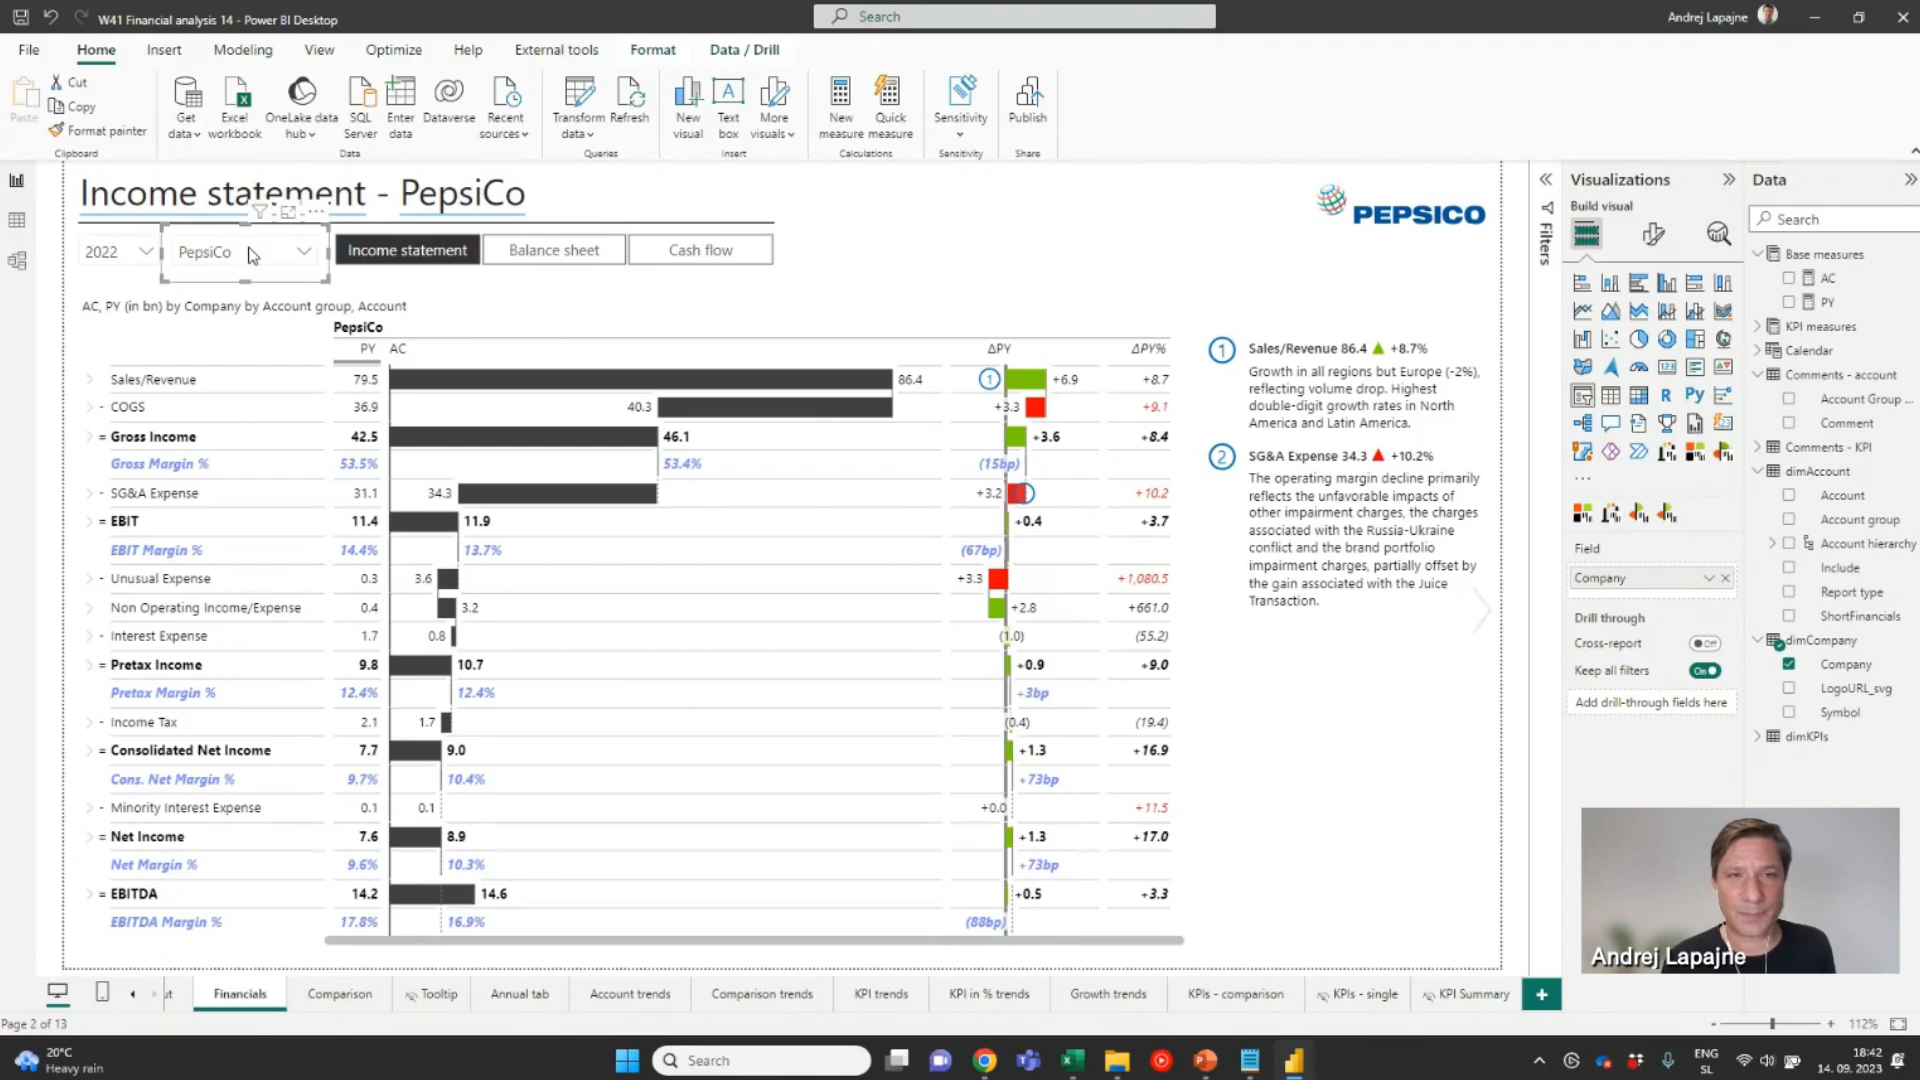 W41 Financial analysis 14 - Power BI Desktop
Search
Andrej Lapajne
File Home Insert Modeling View Optimize Help External tools Format Data / Drill
Paste
Cut
Copy
Format painter
Clipboard
Get data
Excel workbook
OneLake data hub
SQL Server
Enter data
Dataverse
Recent sources
Data
Transform data
Refresh
Queries
New visual
Text box
More visuals
Insert
New measure
Quick measure
Calculations
Sensitivity
Sensitivity
Publish
Share
Income statement - PepsiCo
PEPSICO
2022
PepsiCo
Income statement
Balance sheet
Cash flow
AC, PY (in bn) by Company by Account group, Account
PepsiCo
PY AC ΔPY ΔPY%
Sales/Revenue 79.5 86.4 1 +6.9 +8.7
- COGS 36.9 40.3 +3.3 +9.1
= Gross Income 42.5 46.1 +3.6 +8.4
Gross Margin % 53.5% 53.4% (15bp)
- SG&A Expense 31.1 34.3 +3.2 +10.2
= EBIT 11.4 11.9 +0.4 +3.7
EBIT Margin % 14.4% 13.7% (67bp)
- Unusual Expense 0.3 3.6 +3.3 +1,080.5
- Non Operating Income/Expense 0.4 3.2 +2.8 +661.0
- Interest Expense 1.7 0.8 (1.0) (55.2)
= Pretax Income 9.8 10.7 +0.9 +9.0
Pretax Margin % 12.4% 12.4% +3bp
- Income Tax 2.1 1.7 (0.4) (19.4)
= Consolidated Net Income 7.7 9.0 +1.3 +16.9
Cons. Net Margin % 9.7% 10.4% +73bp
- Minority Interest Expense 0.1 0.1 +0.0 +11.5
= Net Income 7.6 8.9 +1.3 +17.0
Net Margin % 9.6% 10.3% +73bp
= EBITDA 14.2 14.6 +0.5 +3.3
EBITDA Margin % 17.8% 16.9% (88bp)
1 Sales/Revenue 86.4 ▲ +8.7%
Growth in all regions but Europe (-2%),
reflecting volume drop. Highest
double-digit growth rates in North
America and Latin America.
2 SG&A Expense 34.3 ▲ +10.2%
The operating margin decline primarily
reflects the unfavorable impacts of
other impairment charges, the charges
associated with the Russia-Ukraine
conflict and the brand portfolio
impairment charges, partially offset by
the gain associated with the Juice
Transaction.
Filters
Visualizations
Build visual
R Py
123
...
Field
Company
Drill through
Cross-report Off
Keep all filters On
Add drill-through fields here
Data
Search
Base measures
AC
PY
KPI measures
Calendar
Comments - account
Account Group ...
Comment
Comments - KPI
dimAccount
Account
Account group
Account hierarchy
Include
Report type
ShortFinancials
dimCompany
Company
LogoURL_svg
Symbol
dimKPIs
Andrej Lapajne
ut Financials Comparison Tooltip Annual tab Account trends Comparison trends KPI trends KPI in % trends Growth trends KPIs - comparison KPIs - single KPI Summary +
Page 2 of 13
- + 112%
20°C
Heavy rain
Search
ENG
SL
18:42
14. 09. 2023